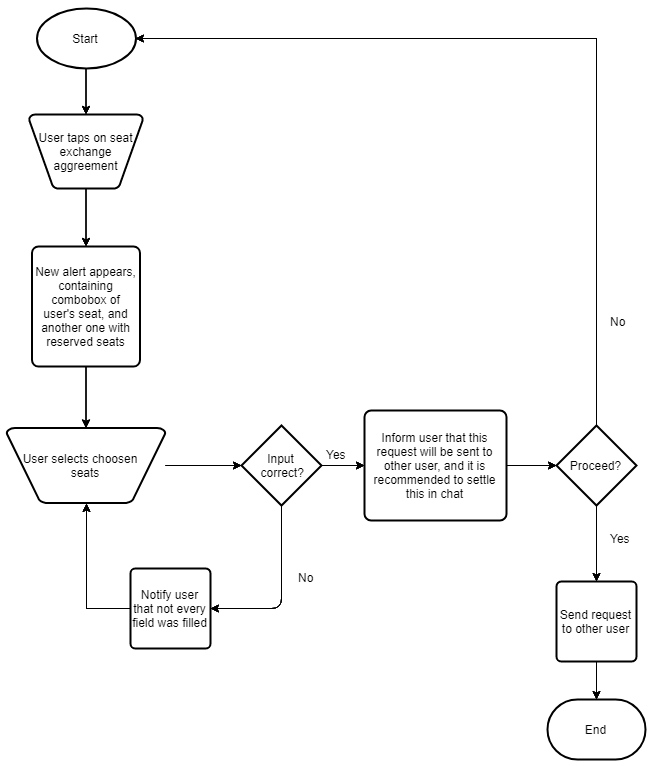 Start
User taps on seat
exchange
aggreement
New alert appears,
containing
combobox of
user's seat, and
another one with
reserved seats
User selects choosen
seats
Input
correct?
Yes
Inform user that this
request will be sent to
other user, and it is
recommended to settle
this in chat
Proceed?
No
No
Notify user
that not every
field was filled
Yes
Send request
to other user
End